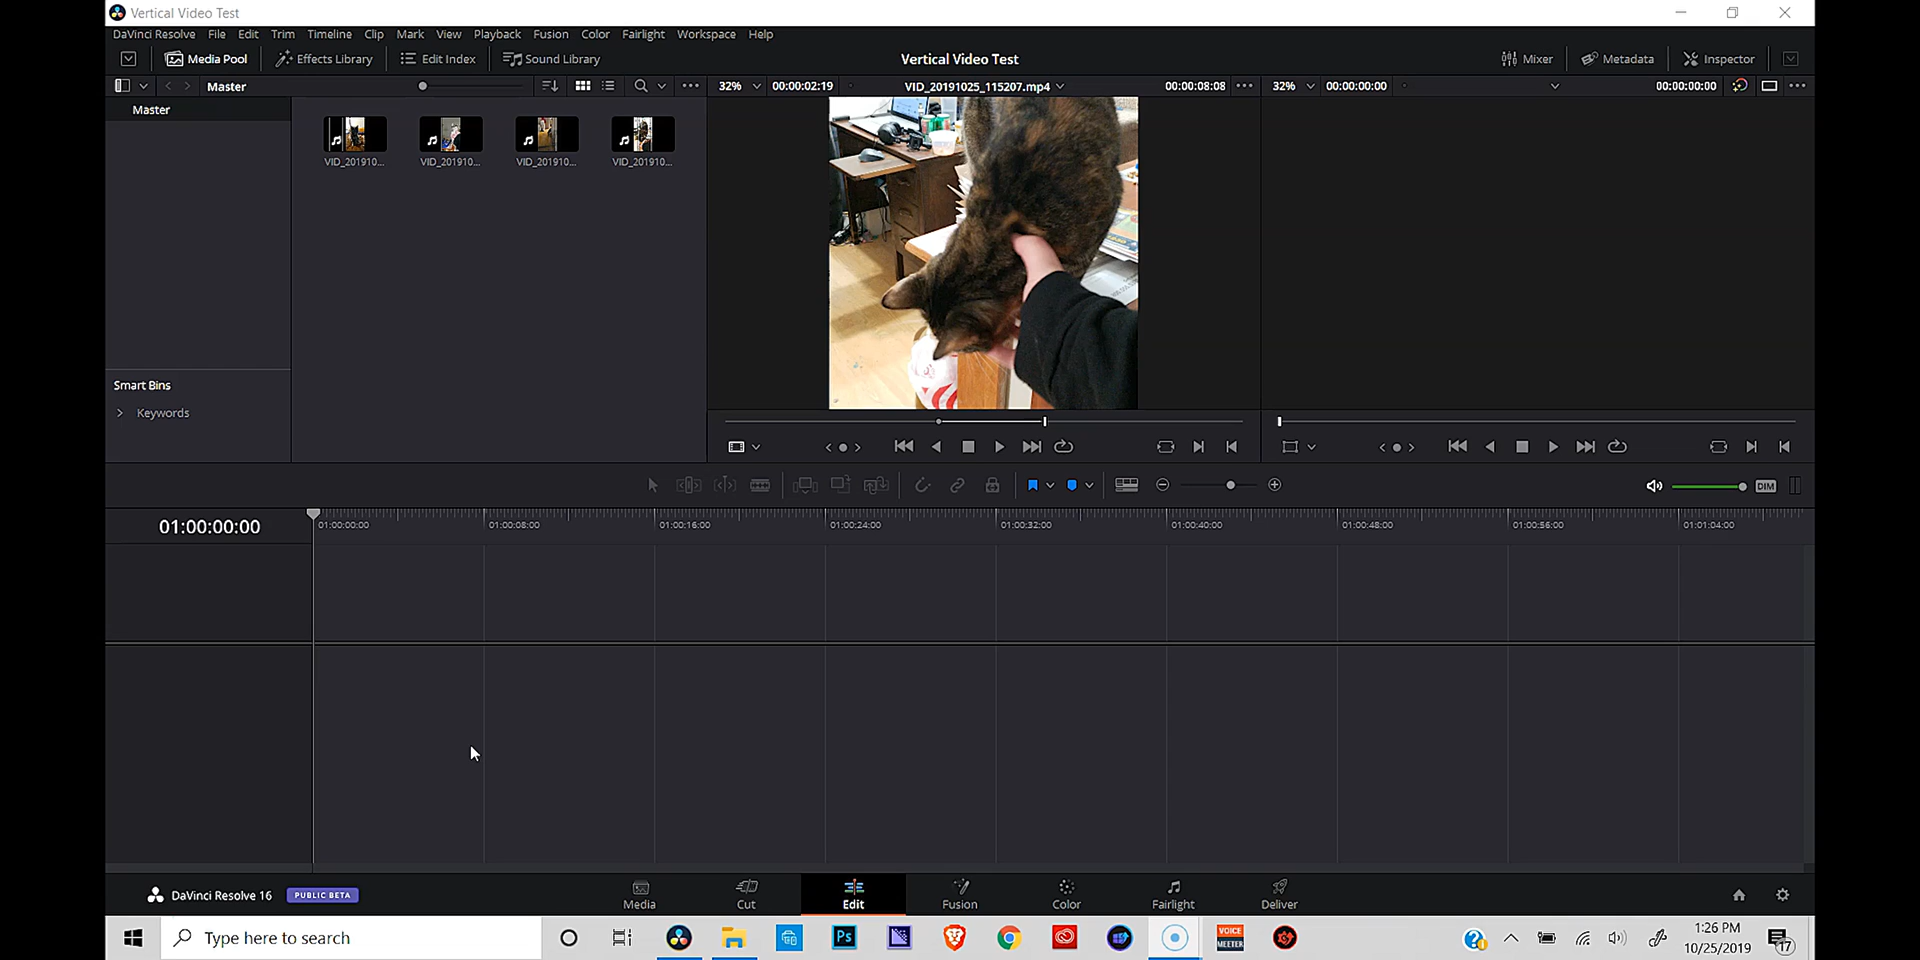 Vertical Video Test
DaVinci Resolve File Edit Trim Timeline Clip Mark View Playback Fusion Color Fairlight Workspace Help
Media Pool Effects Library Edit Index Sound Library Vertical Video Test Mixer Metadata Inspector
Master 32% 00:00:02:19 VID_20191025_115207.mp4 00:00:08:08 32% 00:00:00:00 00:00:00:00
Master
VID_201910... VID_201910... VID_201910... VID_201910...
Smart Bins
Keywords
DIM
01:00:00:00 01:00:00:00 01:00:08:00 01:00:16:00 01:00:24:00 01:00:32:00 01:00:40:00 01:00:48:00 01:00:56:00 01:01:04:00
DaVinci Resolve 16 PUBLIC BETA Media Cut Edit Fusion Color Fairlight Deliver
Type here to search Ps VOICE MEETER 1:26 PM
10/25/2019 17